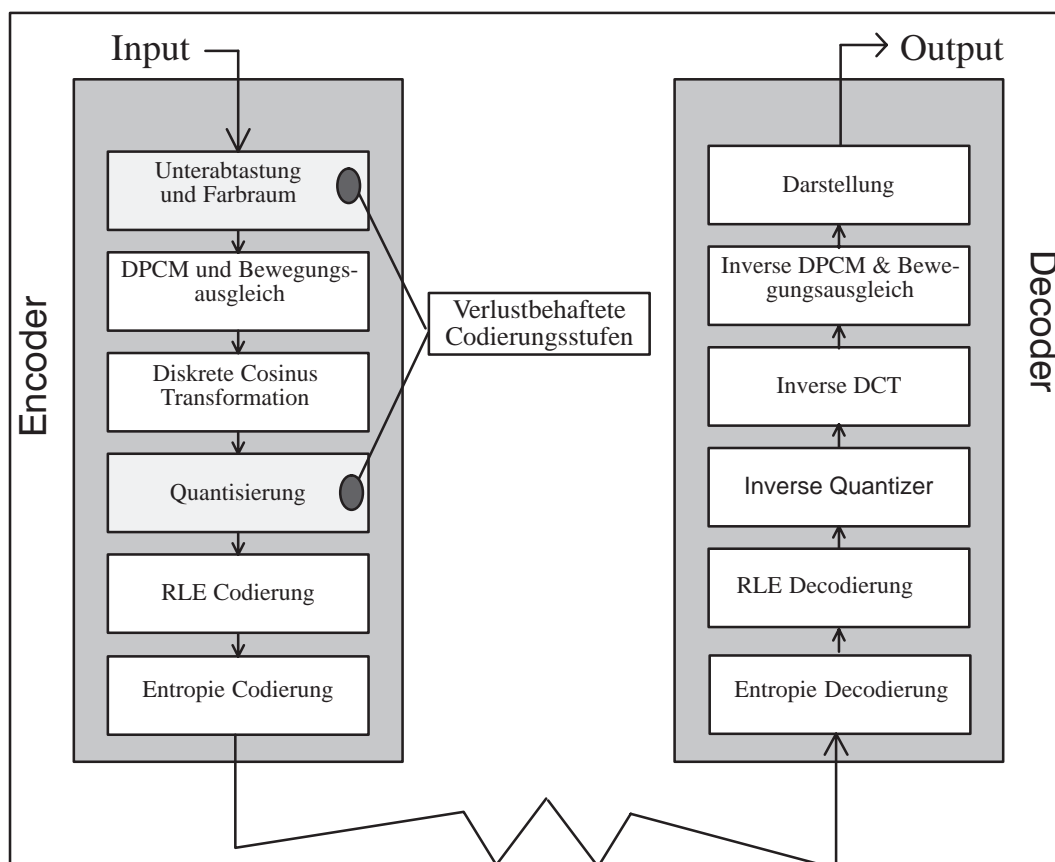 Input
Output
Encoder
Unterabtastung
und Farbraum
DPCM und Bewegungs-
ausgleich
Diskrete Cosinus
Transformation
Quantisierung
RLE Codierung
Entropie Codierung
Verlustbehaftete
Codierungsstufen
Darstellung
Inverse DPCM & Bewe-
gungsausgleich
Inverse DCT
Inverse Quantizer
RLE Decodierung
Entropie Decodierung
Decoder